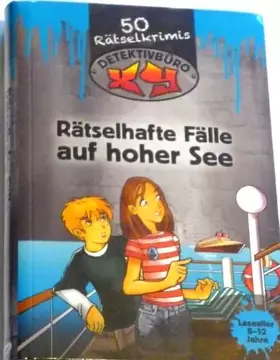 50
Rätselkrimis
DETEKTIVBÜRO
XY
Rätselhafte Fälle
auf hoher See
Lesealter
8-12
Jahre